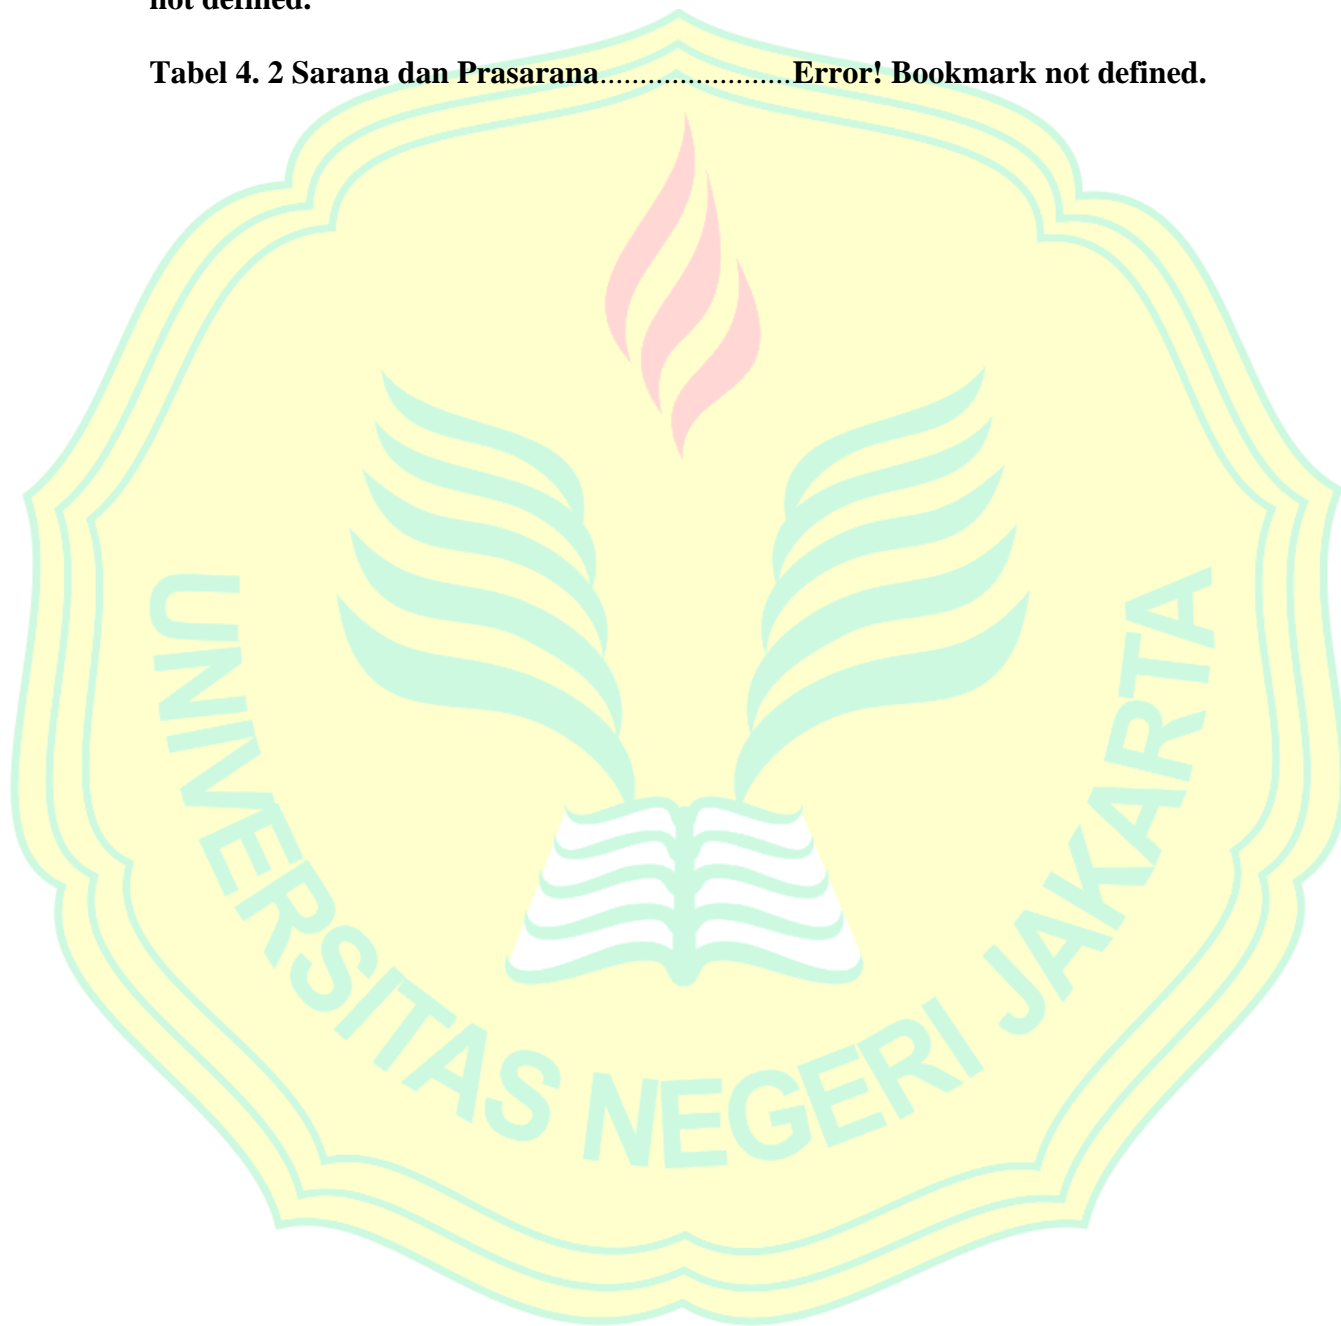 not defined.
Tabel 4. 2 Sarana dan Prasarana........................Error! Bookmark not defined.
UNIVERSITAS NEGERI JAKARTA